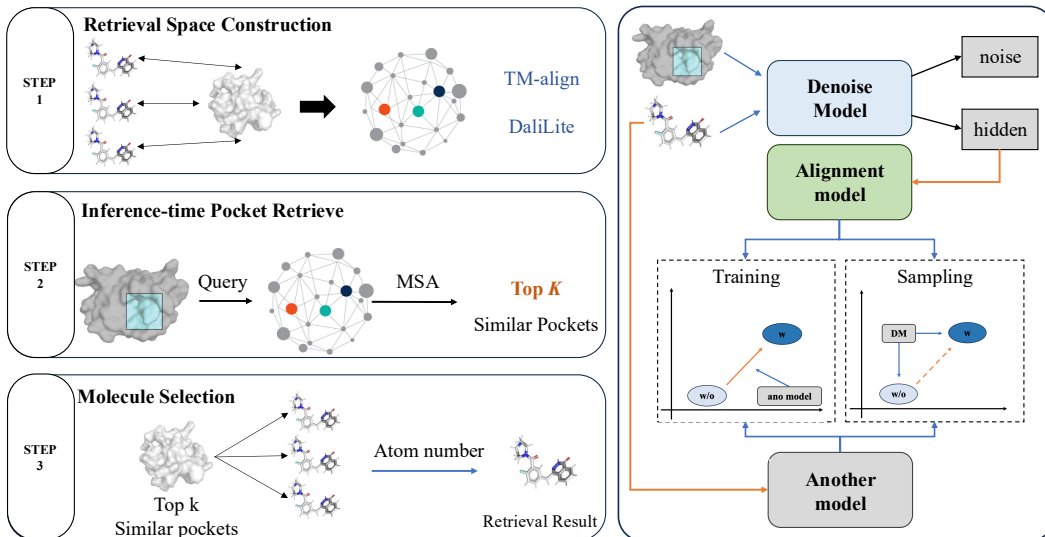 Retrieval Space Construction
STEP
1
TM-align
DaliLite
Inference-time Pocket Retrieve
STEP
2
Query
MSA
Top K
Similar Pockets
Molecule Selection
STEP
3
Top k
Similar pockets
Atom number
Retrieval Result
Denoise
Model
noise
hidden
Alignment
model
Training
w
w/o
ano model
Sampling
DM
w
w/o
Another
model